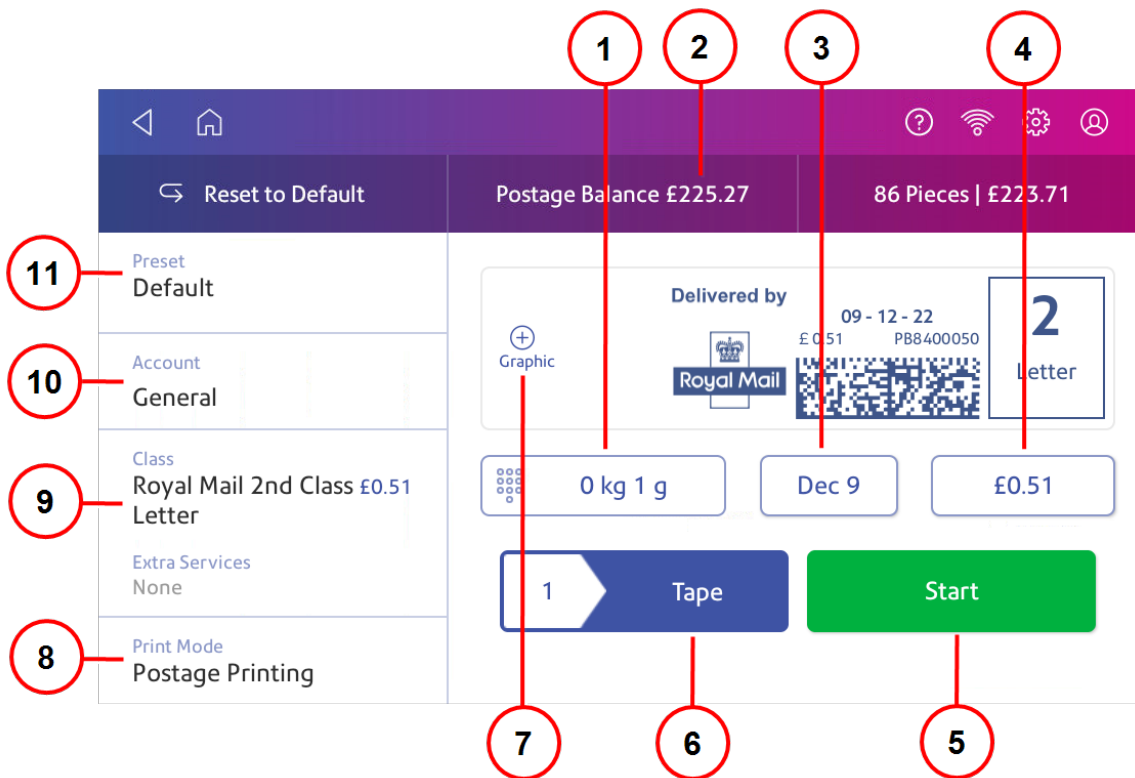 1
2
3
4
Reset to Default
Postage Balance £225.27
86 Pieces | £223.71
11
Preset
Default
10
Account
General
9
Class
Royal Mail 2nd Class £0.51
Letter
Extra Services
None
8
Print Mode
Postage Printing
Graphic
Delivered by
Royal Mail
09 - 12 - 22
£ 0.51 PB8400050
2
Letter
0 kg 1 g
Dec 9
£0.51
1
Tape
Start
7
6
5